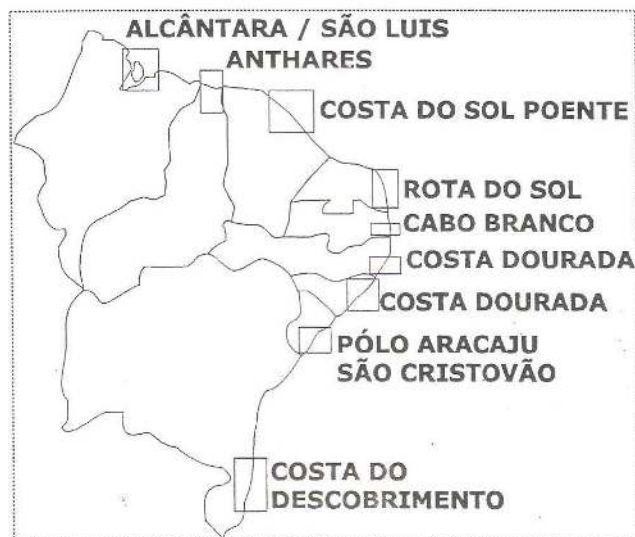 ALCÂNTARA / SÃO LUIS
ANTHARES
COSTA DO SOL POENTE
ROTA DO SOL
CABO BRANCO
COSTA DOURADA
COSTA DOURADA
PÓLO ARACAJU
SÃO CRISTOVÃO
COSTA DO
DESCOBRIMENTO